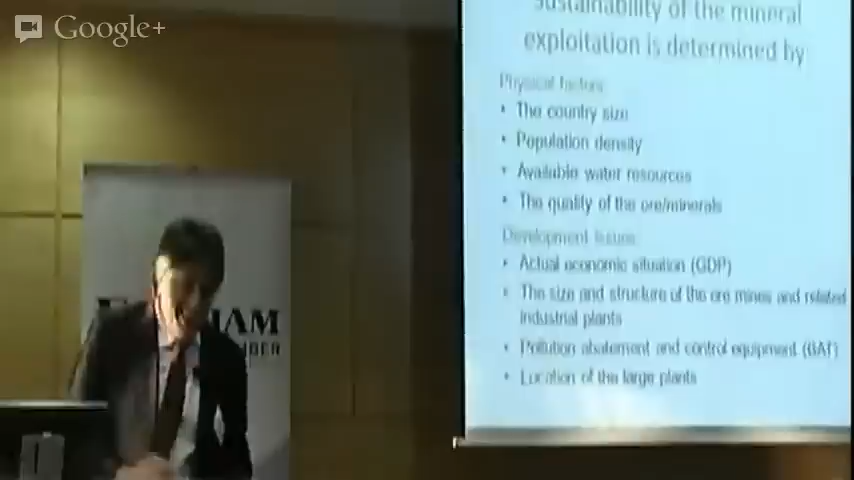 Google+
sustainability of the mineral
exploitation is determined by
Physical factors
• The country size
• Population density
• Available water resources
• The quality of the ore/minerals
Development issues
• Actual economic situation (GDP)
• The size and structure of the ore mines and related
industrial plants
• Pollution abatement and control equipment (BAT)
• Location of the large plants